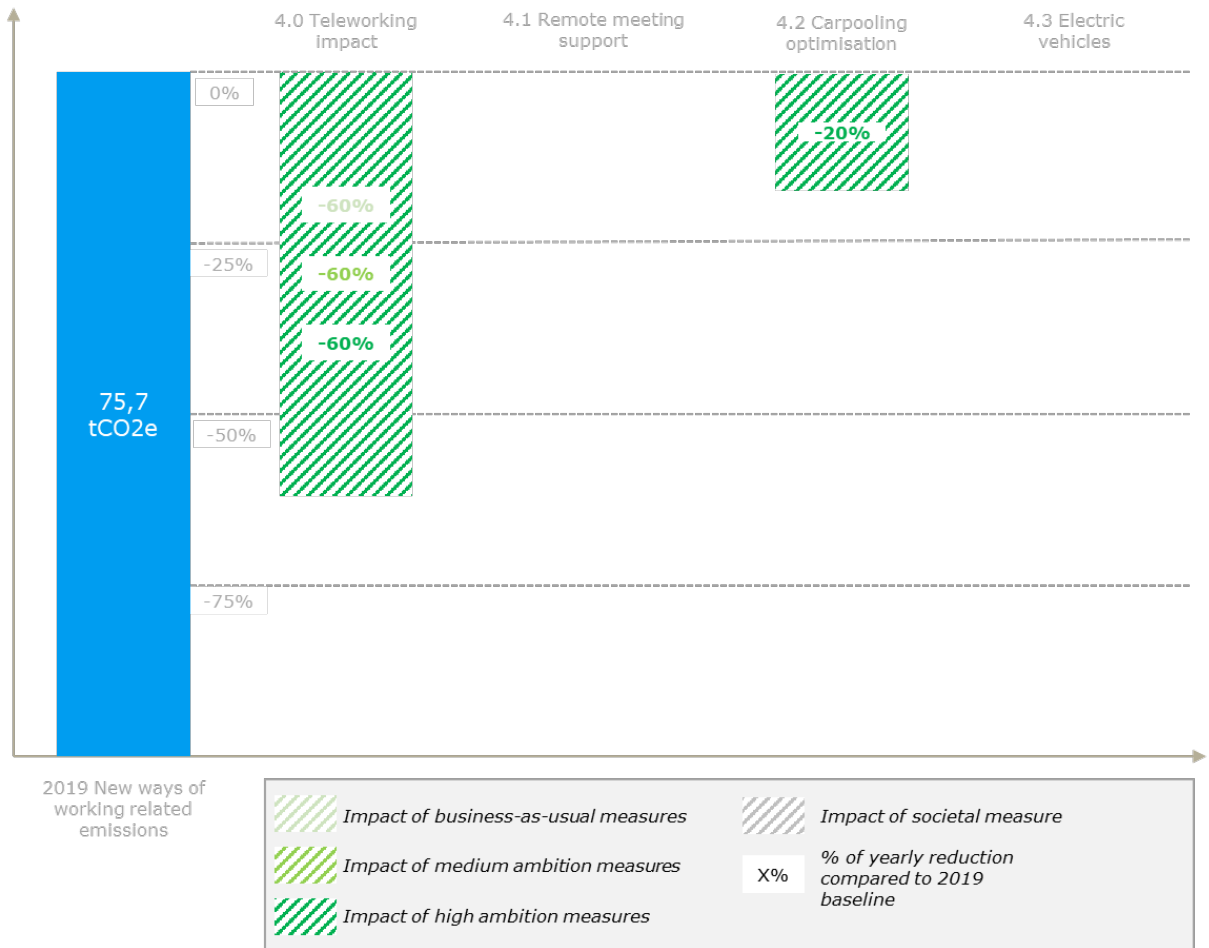 4.0 Teleworking
impact
4.1 Remote meeting
support
4.2 Carpooling
optimisation
4.3 Electric
vehicles
0%
-20%
-60%
-25%
-60%
-60%
75,7
tCO2e
-50%
-75%
2019 New ways of
working related
emissions
Impact of business-as-usual measures
Impact of medium ambition measures
Impact of high ambition measures
Impact of societal measure
X%
% of yearly reduction
compared to 2019
baseline